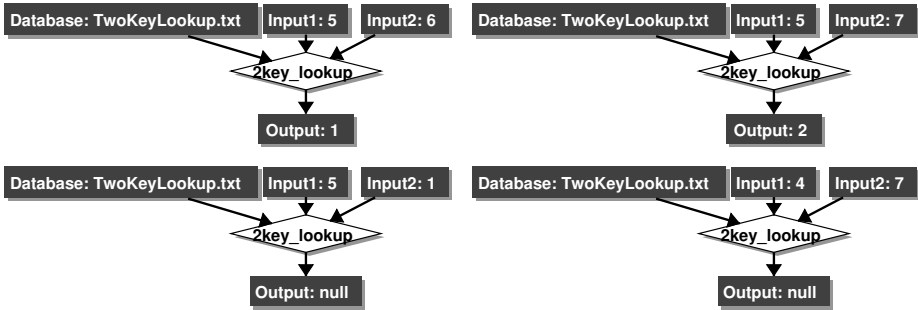 Database: TwoKeyLookup.txt Input1: 5 Input2: 6
2key_lookup
Output: 1
Database: TwoKeyLookup.txt Input1: 5 Input2: 7
2key_lookup
Output: 2
Database: TwoKeyLookup.txt Input1: 5 Input2: 1
2key_lookup
Output: null
Database: TwoKeyLookup.txt Input1: 4 Input2: 7
2key_lookup
Output: null